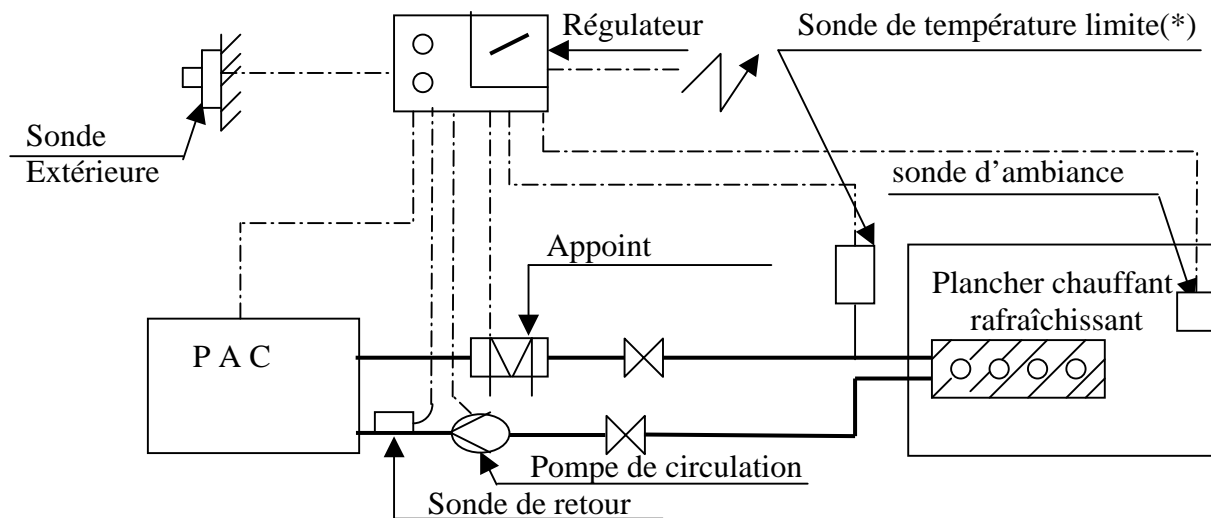 Régulateur
Sonde de température limite(*)
Sonde
Extérieure
sonde d'ambiance
Appoint
Plancher chauffant
rafraîchissant
P A C
Pompe de circulation
Sonde de retour